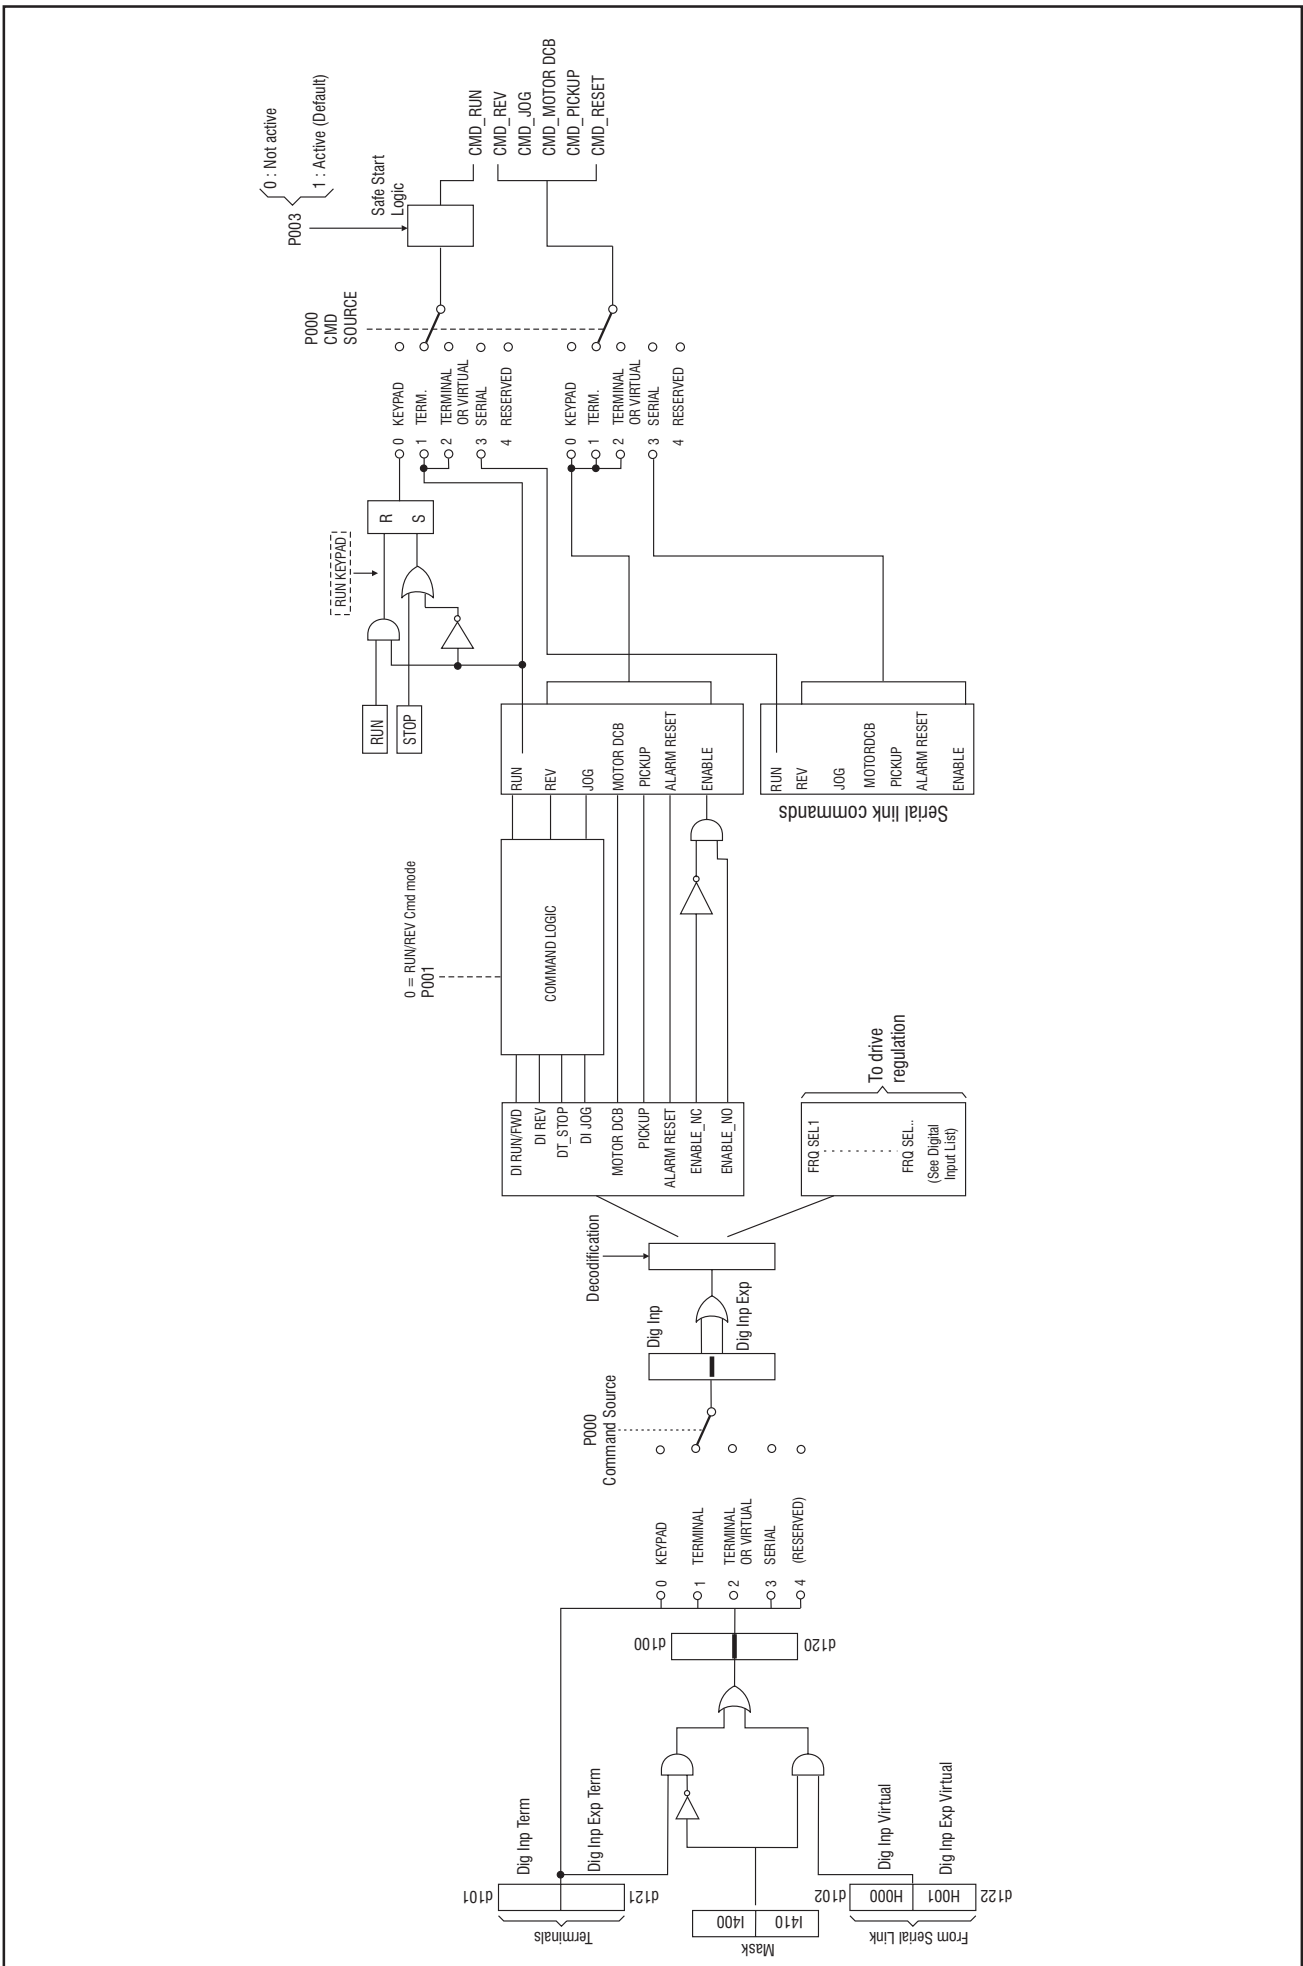 Terminals
d101
d121
Dig Inp Term
Dig Inp Exp Term
Mask
I400
I410
From Serial Link
d102
H000
H001
d122
Dig Inp Virtual
Dig Inp Exp Virtual
d100
d120
0 KEYPAD
1 TERMINAL
2 TERMINAL
OR VIRTUAL
3 SERIAL
4 (RESERVED)
P000
Command Source
Dig Inp
Dig Inp Exp
Decodification
DI RUN/FWD
DI REV
DT_STOP
DI JOG
MOTOR DCB
PICKUP
ALARM RESET
ENABLE_NC
ENABLE_NO
FRQ SEL1
FRQ SEL..
(See Digital
Input List)
To drive
regulation
0 = RUN/REV Cmd mode
P001
COMMAND LOGIC
RUN
REV
JOG
MOTOR DCB
PICKUP
ALARM RESET
ENABLE
Serial link commands
RUN
REV
JOG
MOTORDCB
PICKUP
ALARM RESET
ENABLE
RUN
STOP
RUN KEYPAD
R
S
0 KEYPAD
1 TERM.
2 TERMINAL
OR VIRTUAL
3 SERIAL
4 RESERVED
0 KEYPAD
1 TERM.
2 TERMINAL
OR VIRTUAL
3 SERIAL
4 RESERVED
P000
CMD
SOURCE
P003
0 : Not active
1 : Active (Default)
Safe Start
Logic
CMD_RUN
CMD_REV
CMD_JOG
CMD_MOTOR DCB
CMD_PICKUP
CMD_RESET